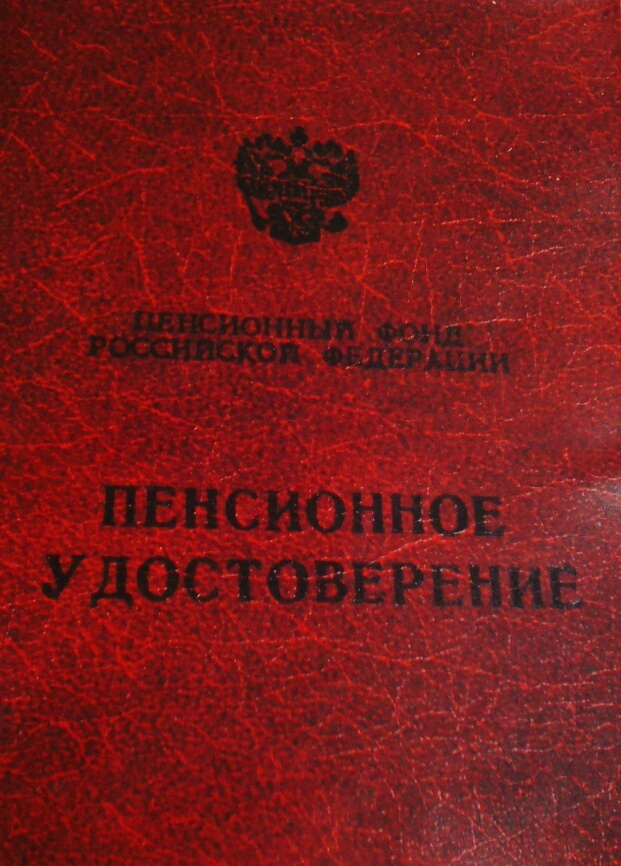 ПЕНСИОННЫЙ ФОНД
РОССИЙСКОЙ ФЕДЕРАЦИИ
ПЕНСИОННОЕ
УДОСТОВЕРЕНИЕ